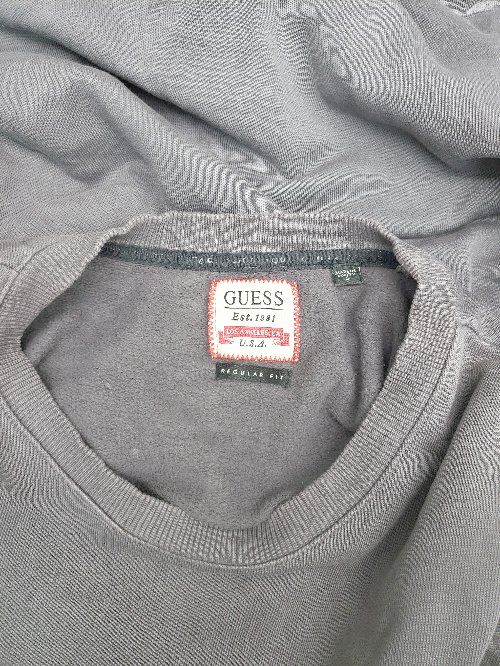 GUESS
Est. 1981
LOS ANGELES, CA
U.S.A.
REGULAR FIT